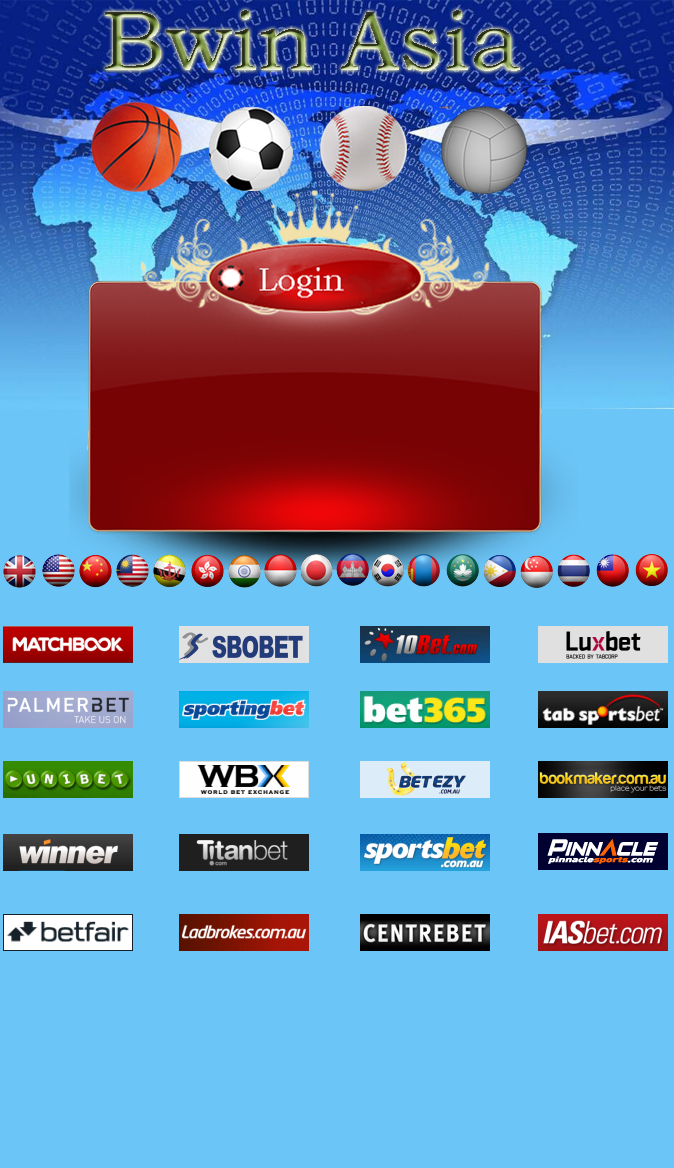 Bwin Asia
Login
MATCHBOOK
SBOBET
10Bet.com
Luxbet
BACKED BY TABCORP
PALMERBET
TAKE US ON
sportingbet
bet365
tab sportsbet
UNIBET
WBX
WORLD BET EXCHANGE
BETEZY
.COM.AU
bookmaker.com.au
place your bets
winner
Titanbet
.com
sportsbet
.com.au
PINNACLE
pinnaclesports.com
betfair
Ladbrokes.com.au
CENTREBET
IASbet.com